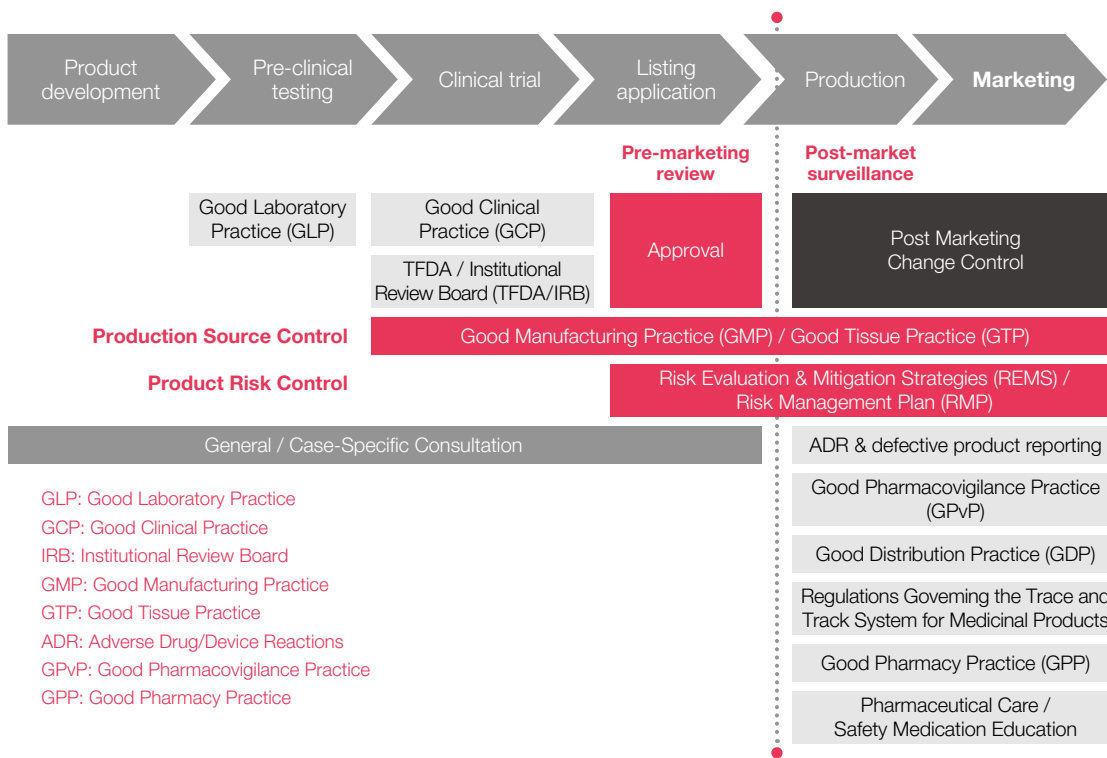 Product
development
Pre-clinical
testing
Clinical trial
Listing
application
Production
Marketing
Pre-marketing
review
Post-market
surveillance
Good Laboratory
Practice (GLP)
Good Clinical
Practice (GCP)
TFDA / Institutional
Review Board (TFDA/IRB)
Approval
Post Marketing
Change Control
Production Source Control
Good Manufacturing Practice (GMP) / Good Tissue Practice (GTP)
Product Risk Control
Risk Evaluation & Mitigation Strategies (REMS) /
Risk Management Plan (RMP)
General / Case-Specific Consultation
ADR & defective product reporting
Good Pharmacovigilance Practice
(GPvP)
Good Distribution Practice (GDP)
Regulations Governing the Trace and
Track System for Medicinal Products
Good Pharmacy Practice (GPP)
Pharmaceutical Care /
Safety Medication Education
GLP: Good Laboratory Practice
GCP: Good Clinical Practice
IRB: Institutional Review Board
GMP: Good Manufacturing Practice
GTP: Good Tissue Practice
ADR: Adverse Drug/Device Reactions
GPvP: Good Pharmacovigilance Practice
GPP: Good Pharmacy Practice